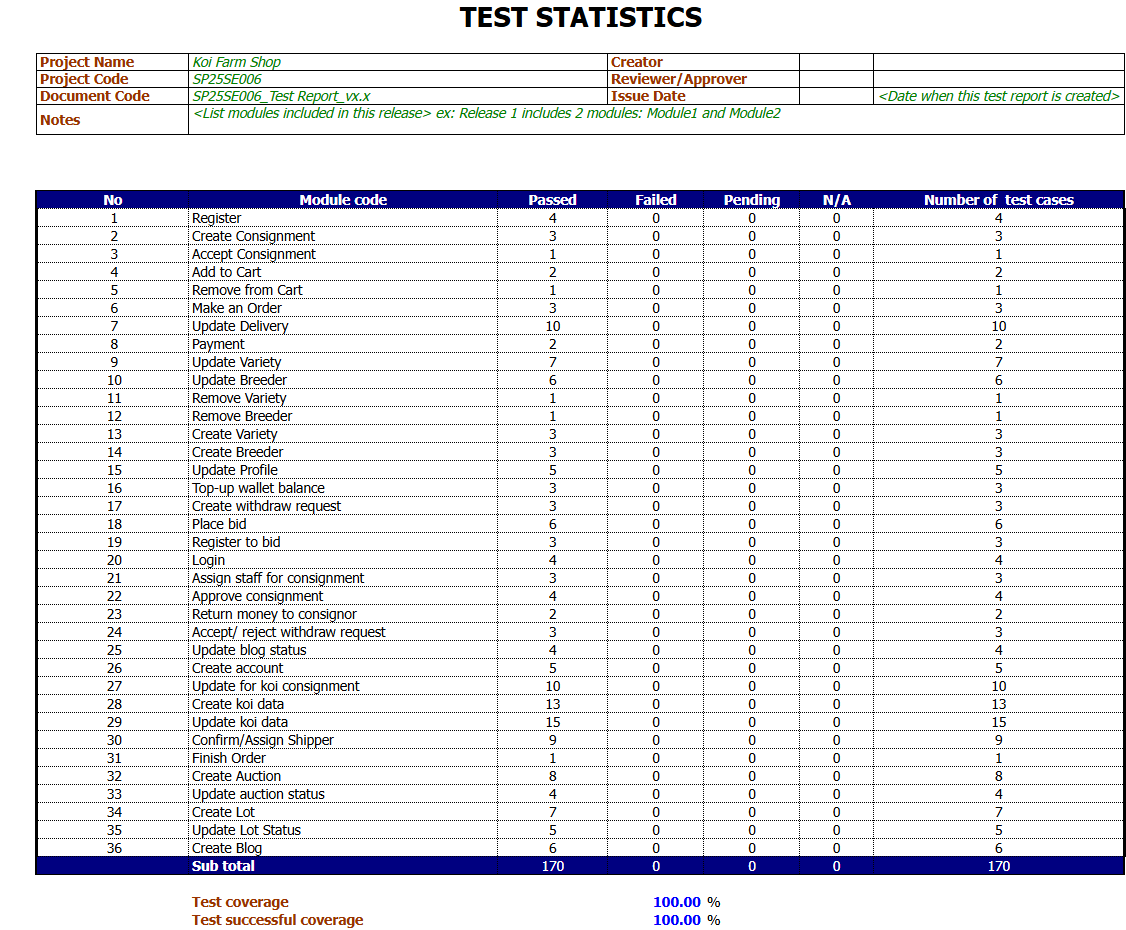 TEST STATISTICS
Project Name Koi Farm Shop Creator
Project Code SP25SE006 Reviewer/Approver
Document Code SP25SE006_Test Report_vx.x Issue Date <Date when this test report is created>
Notes <List modules included in this release> ex: Release 1 includes 2 modules: Module1 and Module2
No Module code Passed Failed Pending N/A Number of test cases
1 Register 4 0 0 0 4
2 Create Consignment 3 0 0 0 3
3 Accept Consignment 1 0 0 0 1
4 Add to Cart 2 0 0 0 2
5 Remove from Cart 1 0 0 0 1
6 Make an Order 3 0 0 0 3
7 Update Delivery 10 0 0 0 10
8 Payment 2 0 0 0 2
9 Update Variety 7 0 0 0 7
10 Update Breeder 6 0 0 0 6
11 Remove Variety 1 0 0 0 1
12 Remove Breeder 1 0 0 0 1
13 Create Variety 3 0 0 0 3
14 Create Breeder 3 0 0 0 3
15 Update Profile 5 0 0 0 5
16 Top-up wallet balance 3 0 0 0 3
17 Create withdraw request 3 0 0 0 3
18 Place bid 6 0 0 0 6
19 Register to bid 3 0 0 0 3
20 Login 4 0 0 0 4
21 Assign staff for consignment 3 0 0 0 3
22 Approve consignment 4 0 0 0 4
23 Return money to consignor 2 0 0 0 2
24 Accept/ reject withdraw request 3 0 0 0 3
25 Update blog status 4 0 0 0 4
26 Create account 5 0 0 0 5
27 Update for koi consignment 10 0 0 0 10
28 Create koi data 13 0 0 0 13
29 Update koi data 15 0 0 0 15
30 Confirm/Assign Shipper 9 0 0 0 9
31 Finish Order 1 0 0 0 1
32 Create Auction 8 0 0 0 8
33 Update auction status 4 0 0 0 4
34 Create Lot 7 0 0 0 7
35 Update Lot Status 5 0 0 0 5
36 Create Blog 6 0 0 0 6
Sub total 170 0 0 0 170
Test coverage 100.00 %
Test successful coverage 100.00 %